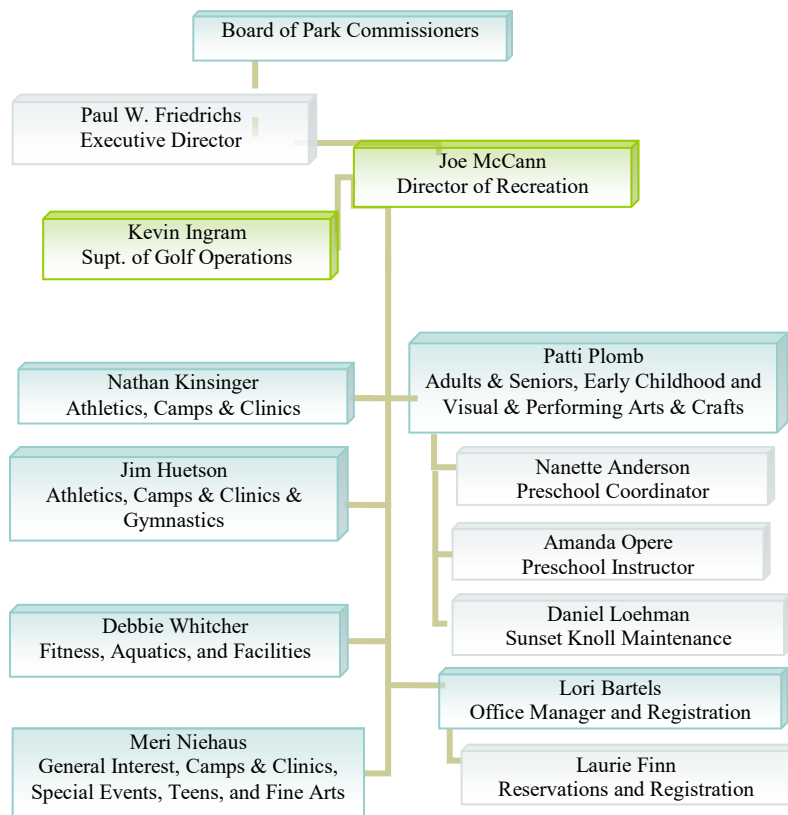 Board of Park Commissioners
Paul W. Friedrichs
Executive Director
Joe McCann
Director of Recreation
Kevin Ingram
Supt. of Golf Operations
Nathan Kinsinger
Athletics, Camps & Clinics
Patti Plomb
Adults & Seniors, Early Childhood and
Visual & Performing Arts & Crafts
Jim Huetson
Athletics, Camps & Clinics &
Gymnastics
Nanette Anderson
Preschool Coordinator
Amanda Opere
Preschool Instructor
Daniel Loehman
Sunset Knoll Maintenance
Debbie Whitcher
Fitness, Aquatics, and Facilities
Lori Bartels
Office Manager and Registration
Meri Niehaus
General Interest, Camps & Clinics,
Special Events, Teens, and Fine Arts
Laurie Finn
Reservations and Registration